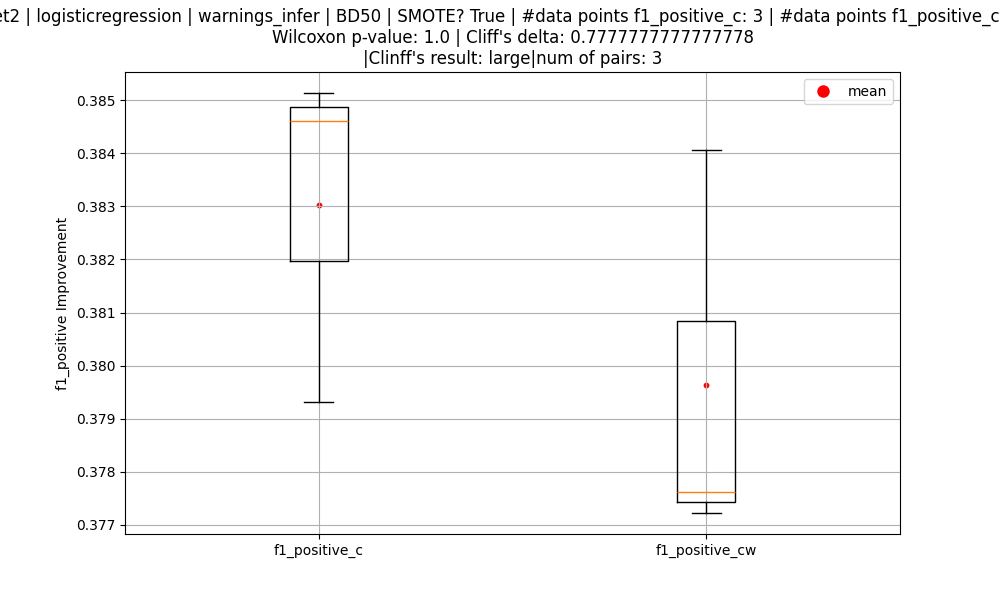 et2 | logisticregression | warnings_infer | BD50 | SMOTE? True | #data points f1_positive_c: 3 | #data points f1_positive_c
Wilcoxon p-value: 1.0 | Cliff's delta: 0.7777777777777778
|Clinff's result: large|num of pairs: 3
mean
0.385
0.384
0.383
0.382
0.381
0.380
0.379
0.378
0.377
f1_positive Improvement
f1_positive_c
f1_positive_cw